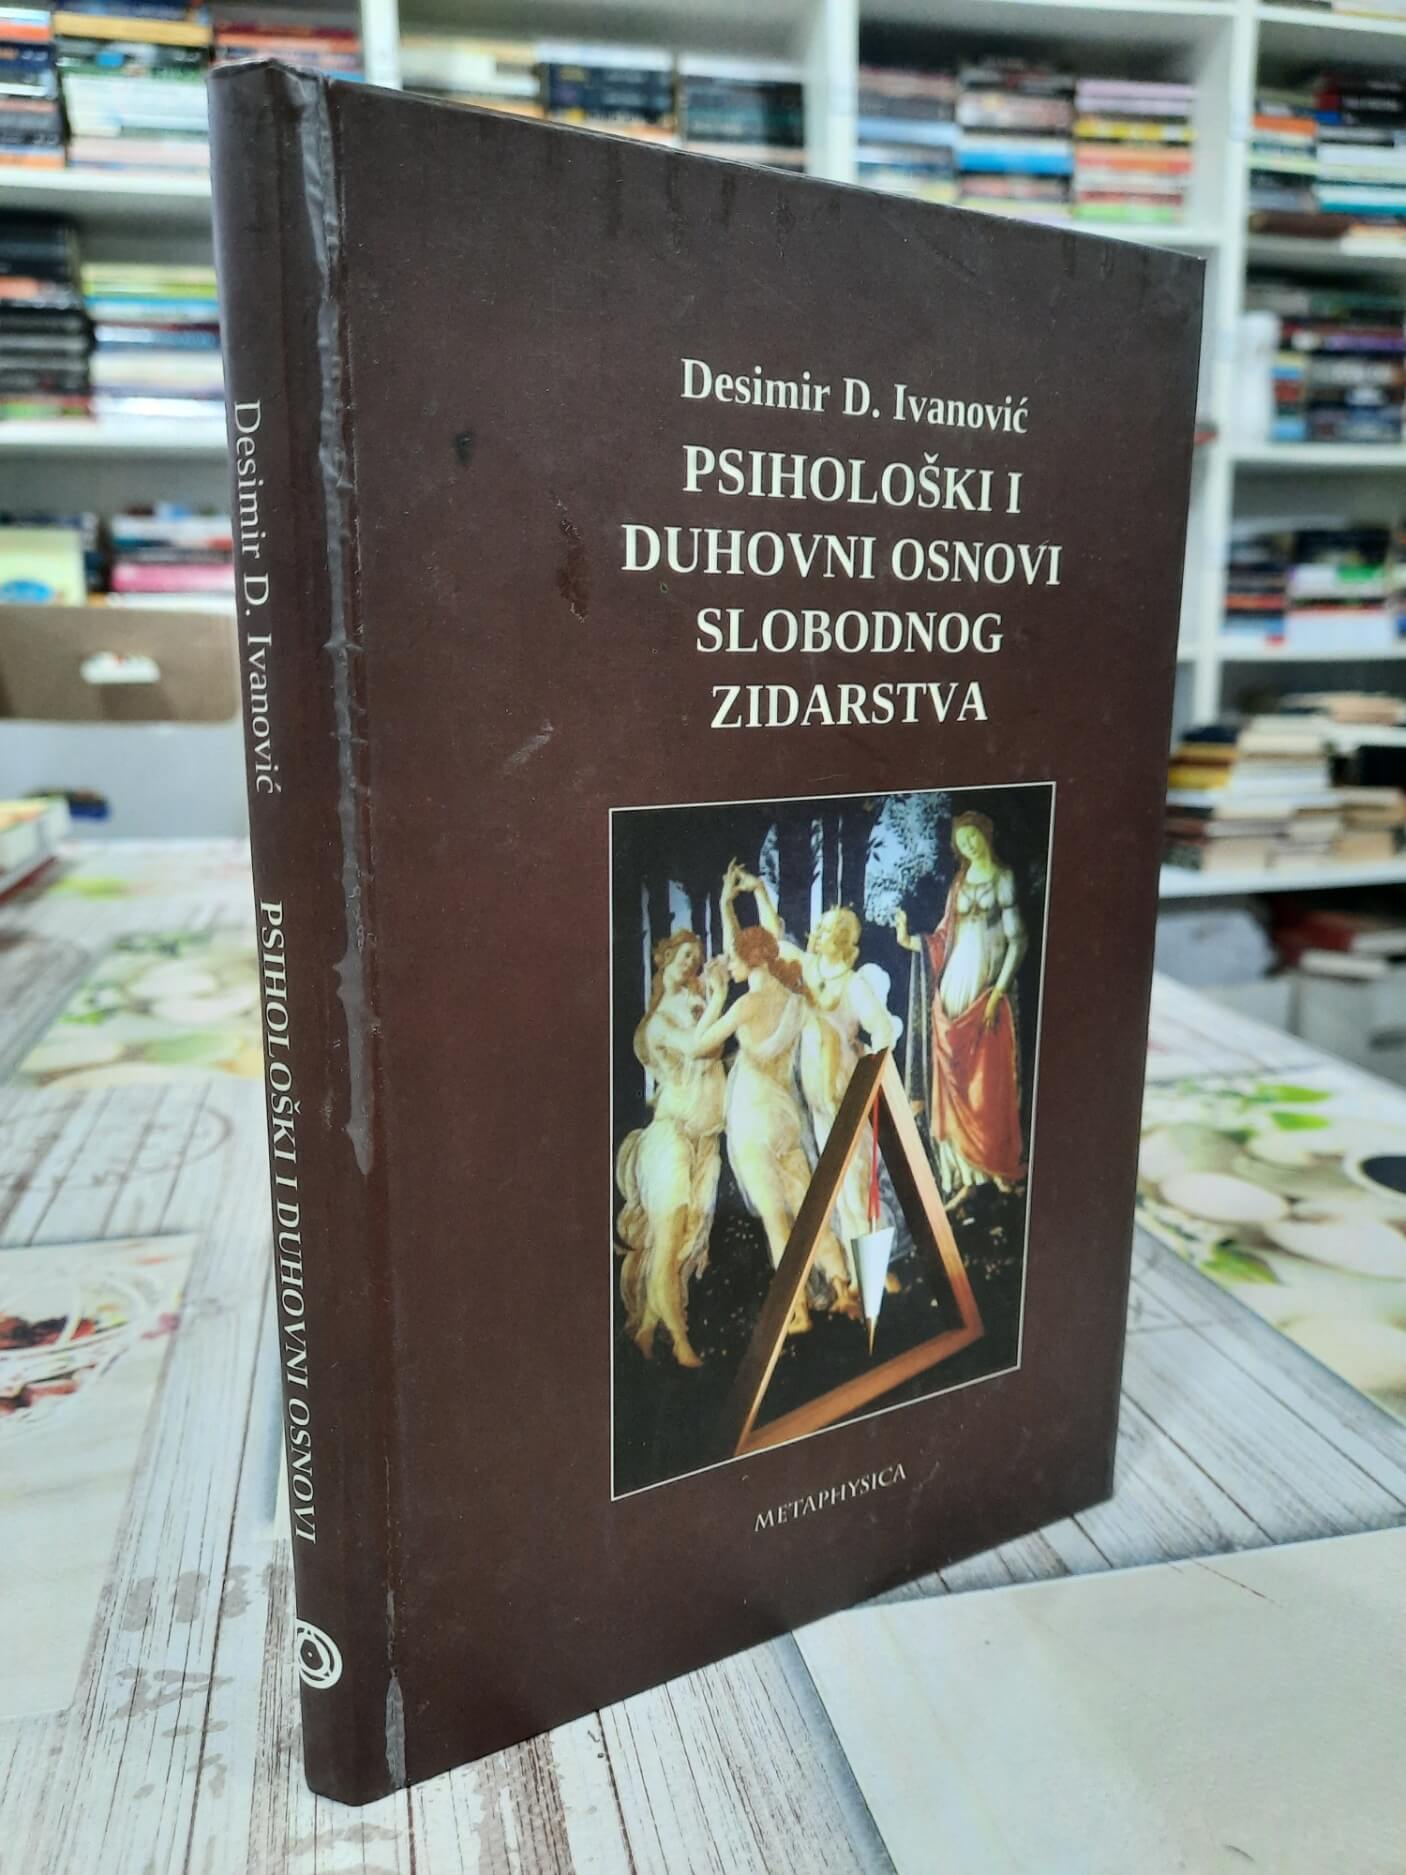 Desimir D. Ivanović
PSIHOLOŠKI I
DUHOVNI OSNOVI
SLOBODNOG
ZIDARSTVA
METAPHYSICA
Desimir D. Ivanović PSIHOLOŠKI I DUHOVNI OSNOVI